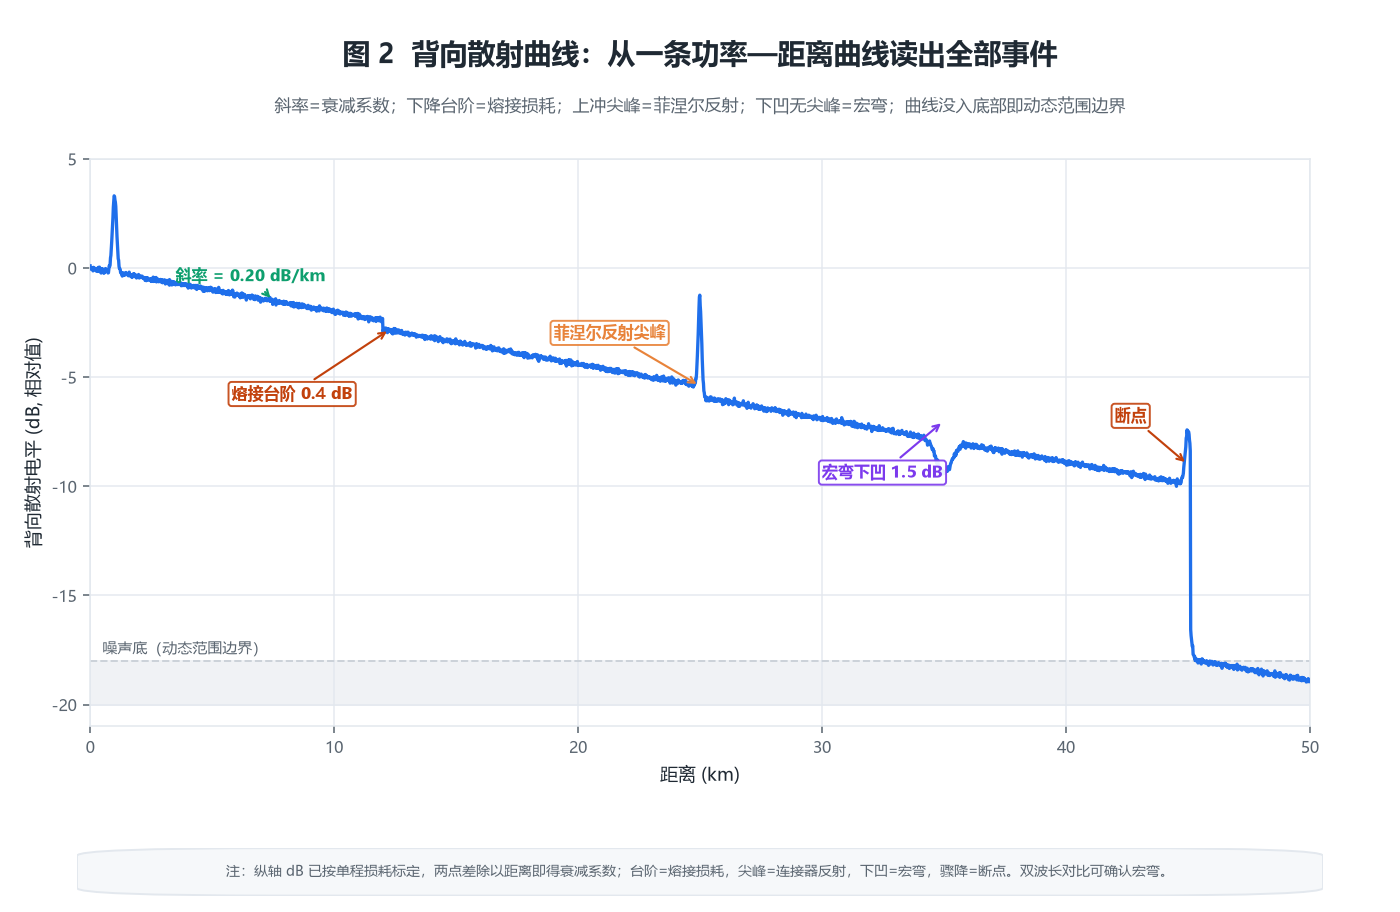 图 2 背向散射曲线：从一条功率—距离曲线读出全部事件
斜率=衰减系数；下降台阶=熔接损耗；上冲尖峰=菲涅尔反射；下凹无尖峰=宏弯；曲线没入底部即动态范围边界
5
0
-5
-10
-15
-20
背向散射电平 (dB, 相对值)
斜率 = 0.20 dB/km
熔接台阶 0.4 dB
菲涅尔反射尖峰
宏弯下凹 1.5 dB
断点
噪声底（动态范围边界）
0
10
20
30
40
50
距离 (km)
注：纵轴 dB 已按单程损耗标定，两点差除以距离即得衰减系数；台阶=熔接损耗，尖峰=连接器反射，下凹=宏弯，骤降=断点。双波长对比可确认宏弯。